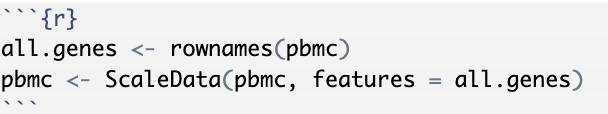 ```{r}
all.genes <- rownames(pbmc)
pbmc <- ScaleData(pbmc, features = all.genes)
```